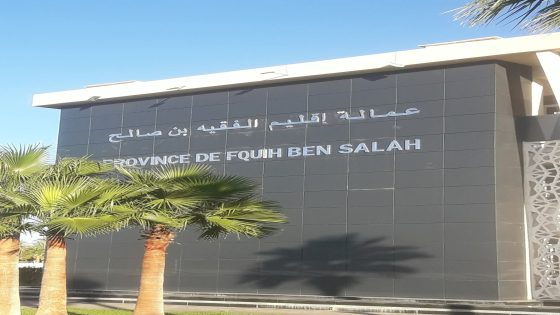 عمالة إقليم الفقيه بن صالح
PROVINCE DE FQUIH BEN SALAH